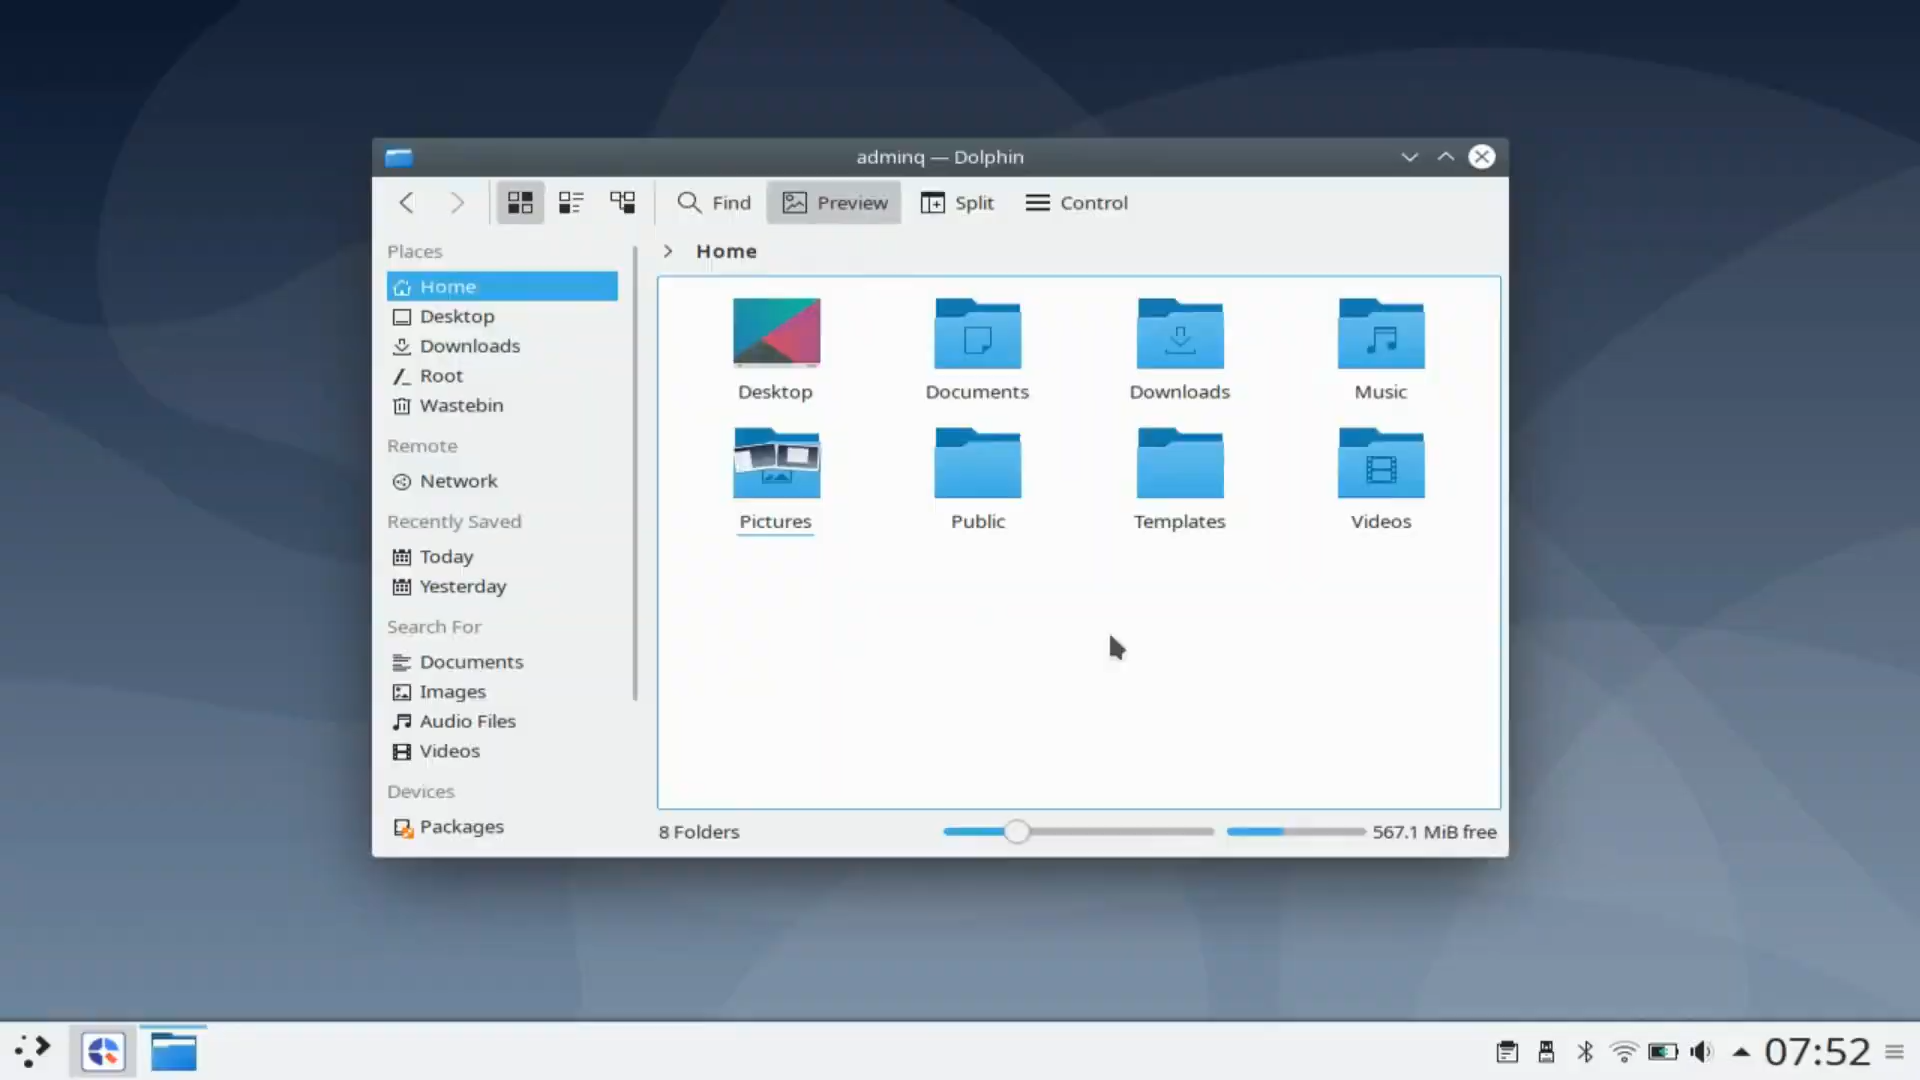 adminq — Dolphin
Find
Preview
Split
Control
Places
Home
Desktop
Downloads
Root
Wastebin
Remote
Network
Recently Saved
Today
Yesterday
Search For
Documents
Images
Audio Files
Videos
Devices
Packages
Home
Desktop
Documents
Downloads
Music
Pictures
Public
Templates
Videos
8 Folders
567.1 MiB free
07:52